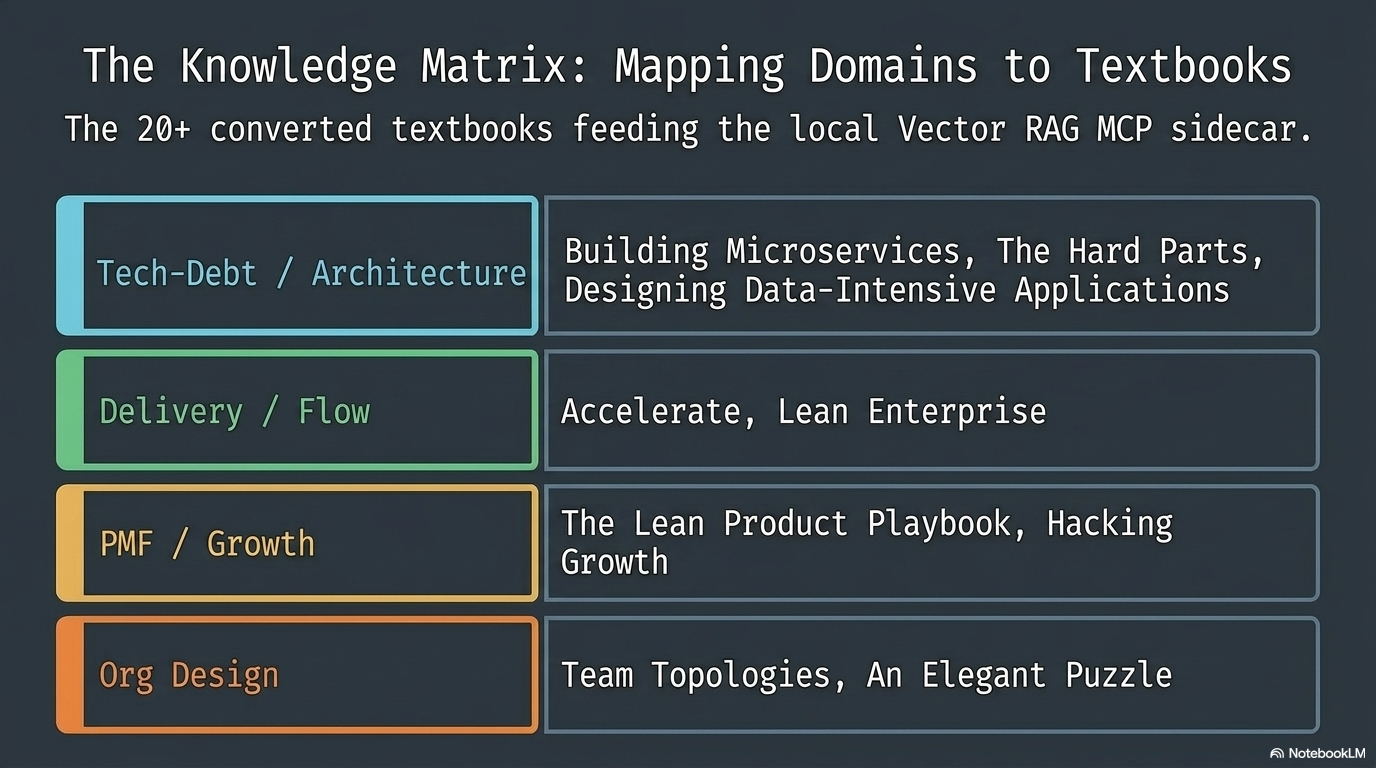 The Knowledge Matrix: Mapping Domains to Textbooks
The 20+ converted textbooks feeding the local Vector RAG MCP sidecar.
Tech-Debt / Architecture
Building Microservices, The Hard Parts,
Designing Data-Intensive Applications
Delivery / Flow
Accelerate, Lean Enterprise
PMF / Growth
The Lean Product Playbook, Hacking
Growth
Org Design
Team Topologies, An Elegant Puzzle
NotebookLM